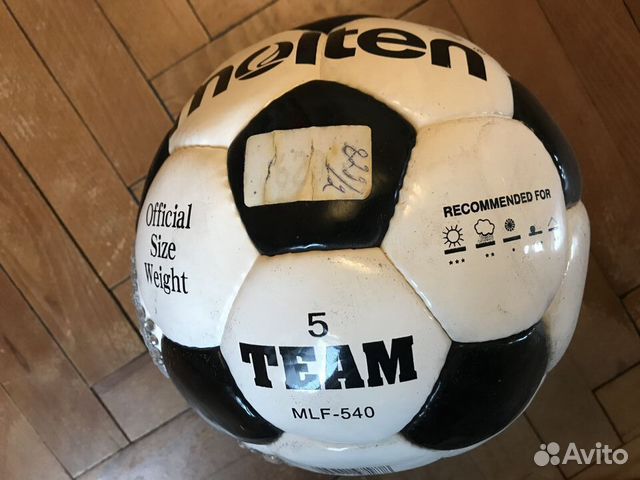 molten
Official
Size
Weight
RECOMMENDED FOR
5
TEAM
MLF-540
Avito